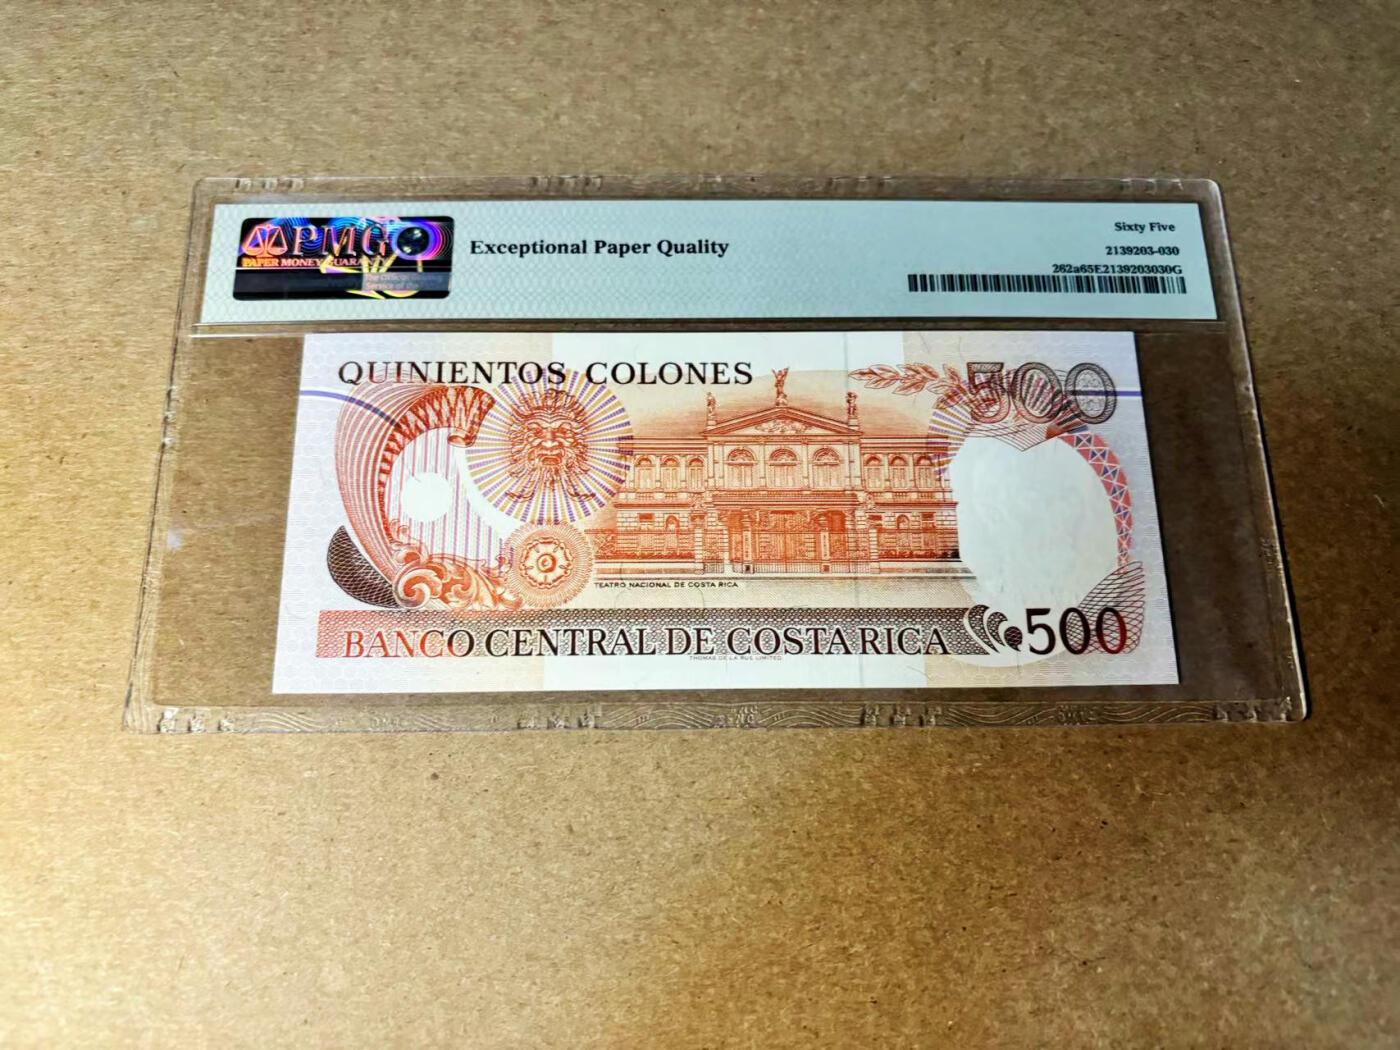 PMG
PAPER MONEY GUARANTY
Exceptional Paper Quality
Sixty Five
2139203-030
262a65E2139203030G
QUINIENTOS COLONES
500
TEATRO NACIONAL DE COSTA RICA
BANCO CENTRAL DE COSTA RICA
500
THOMAS DE LA RUE LIMITED